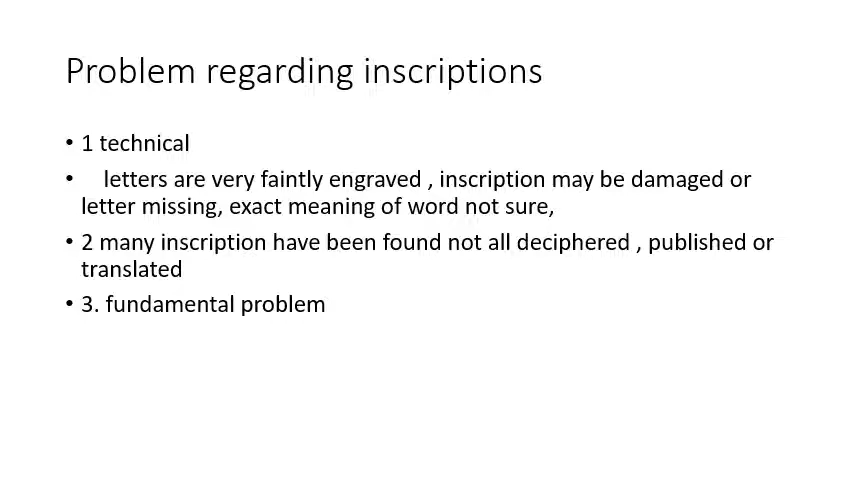 Problem regarding inscriptions
• 1 technical
• letters are very faintly engraved , inscription may be damaged or
letter missing, exact meaning of word not sure,
• 2 many inscription have been found not all deciphered , published or
translated
• 3. fundamental problem